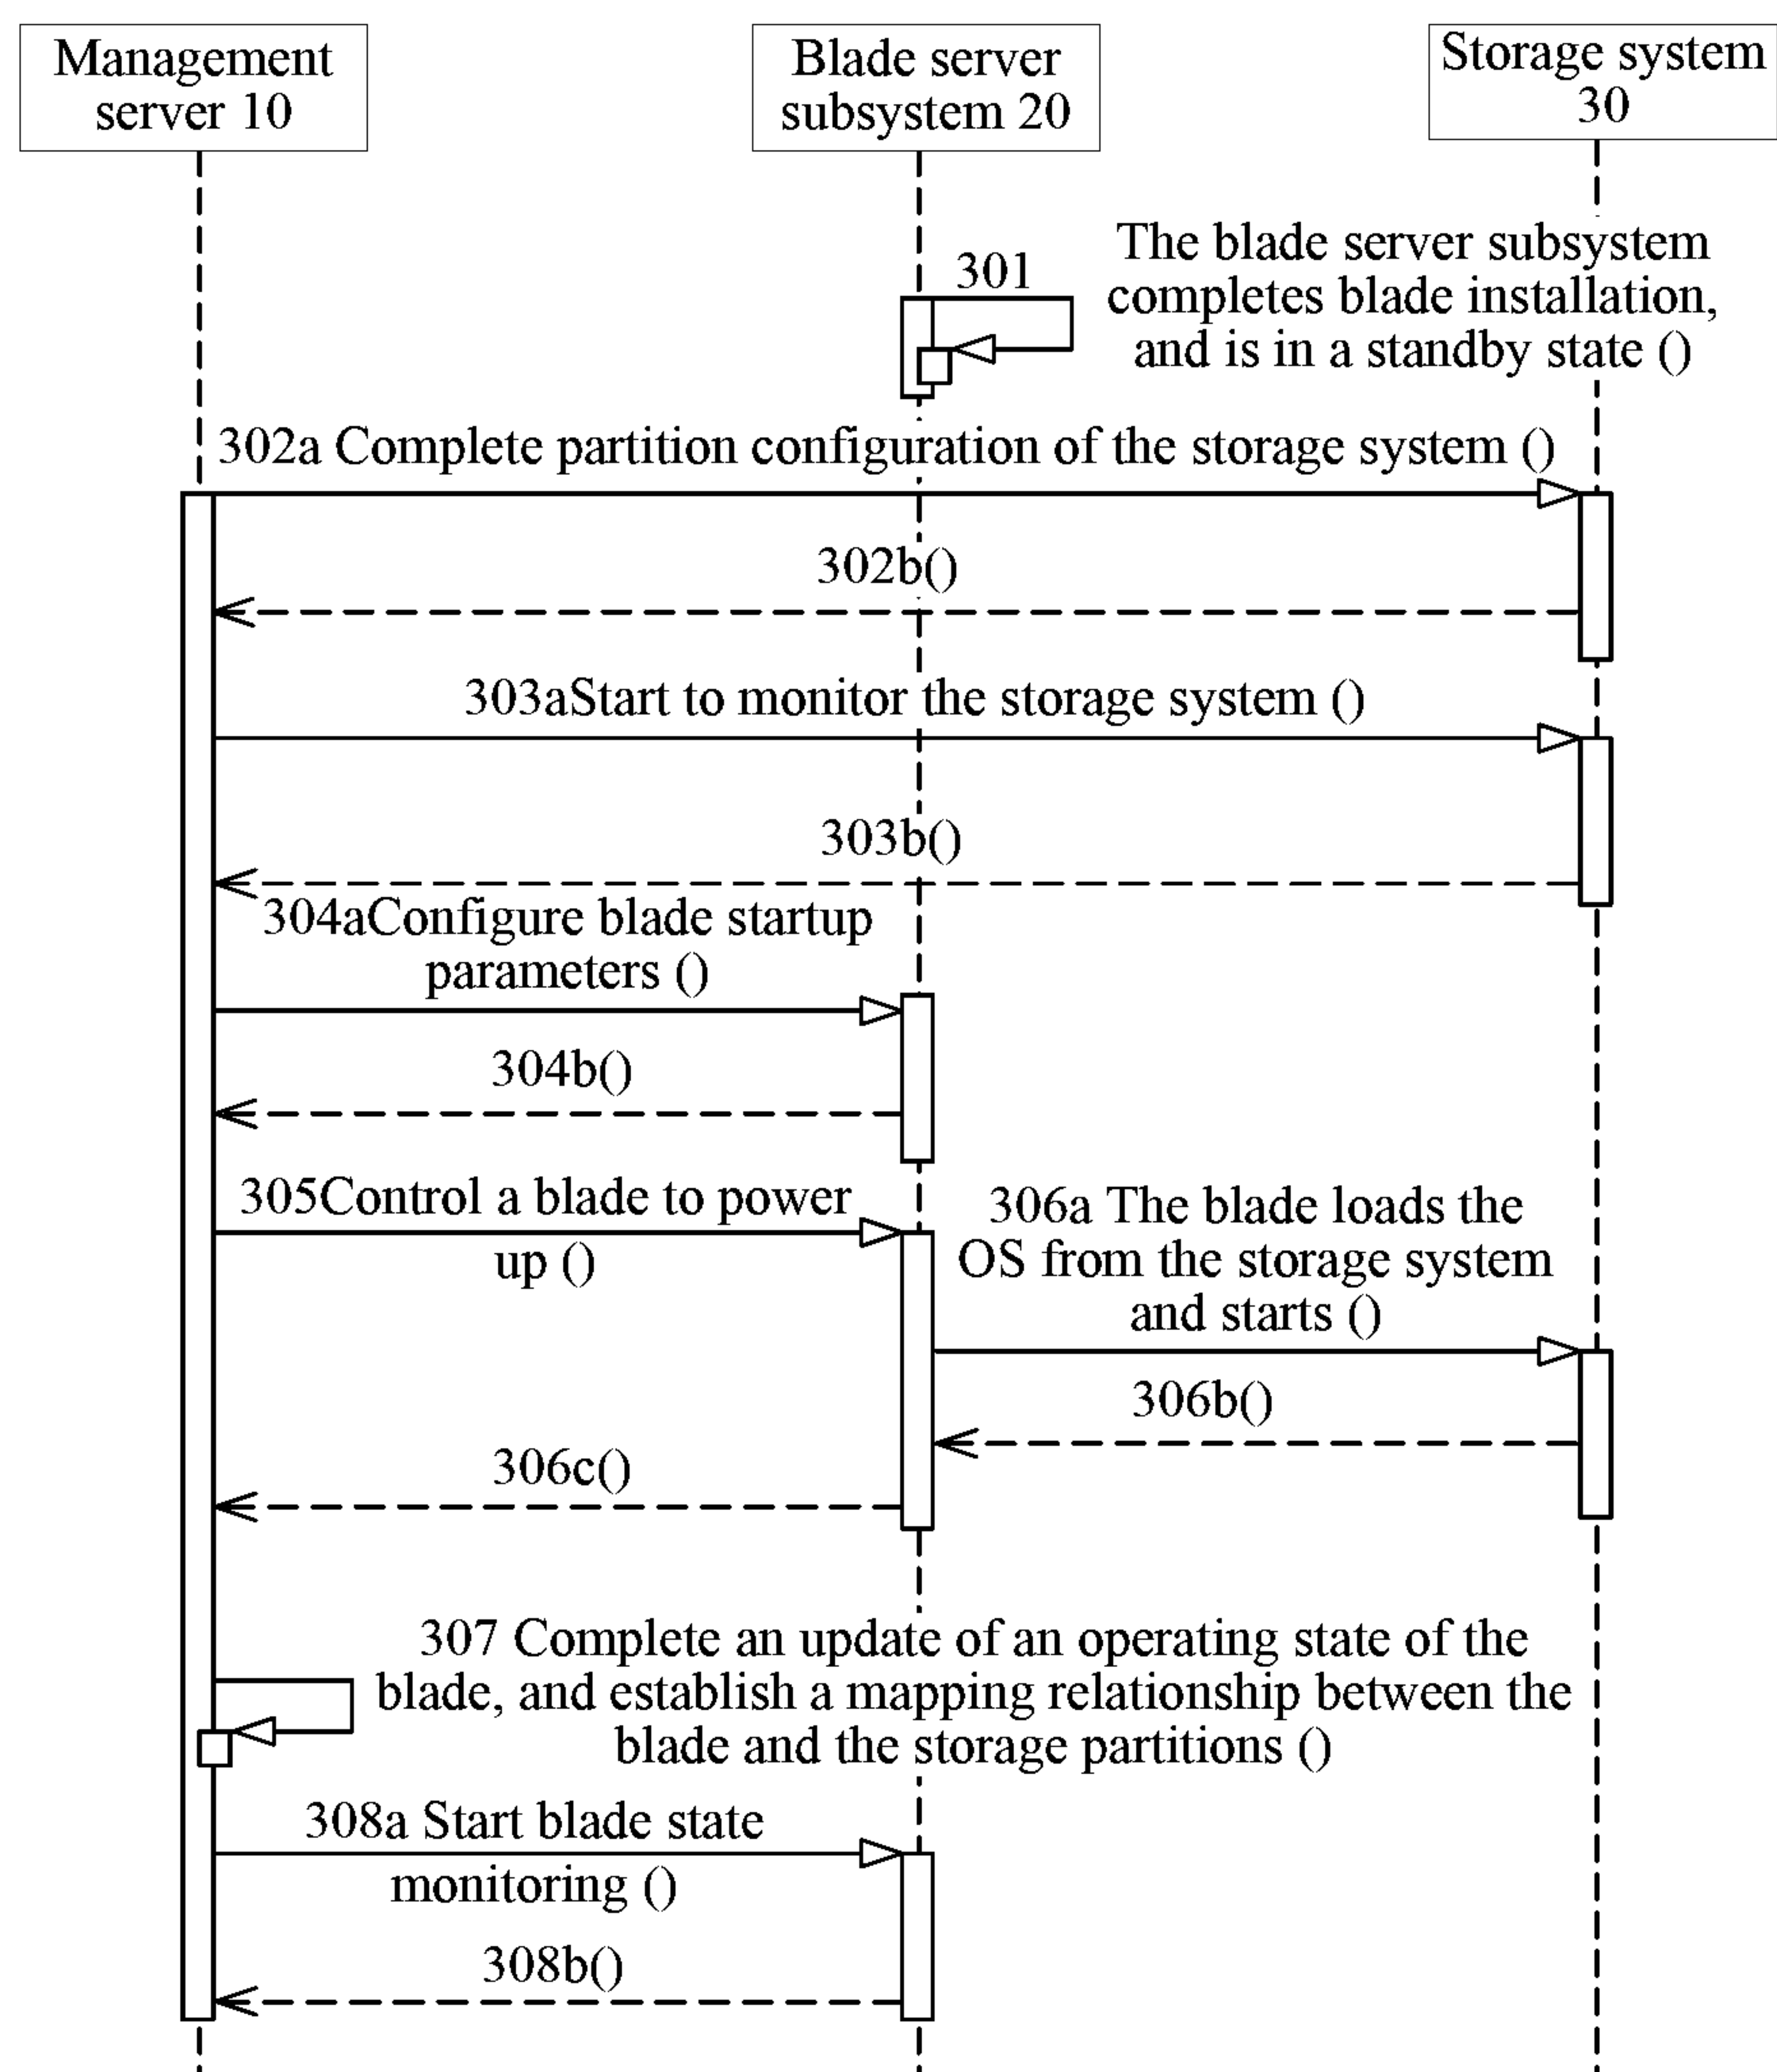 Management
server 10
Blade server
subsystem 20
Storage system
30
301
The blade server subsystem
completes blade installation,
and is in a standby state ()
302a Complete partition configuration of the storage system ()
302b()
303aStart to monitor the storage system ()
303b()
304aConfigure blade startup
parameters ()
304b()
305Control a blade to power
up ()
306a The blade loads the
OS from the storage system
and starts ()
306b()
306c()
307 Complete an update of an operating state of the
blade, and establish a mapping relationship between the
blade and the storage partitions ()
308a Start blade state
monitoring ()
308b()